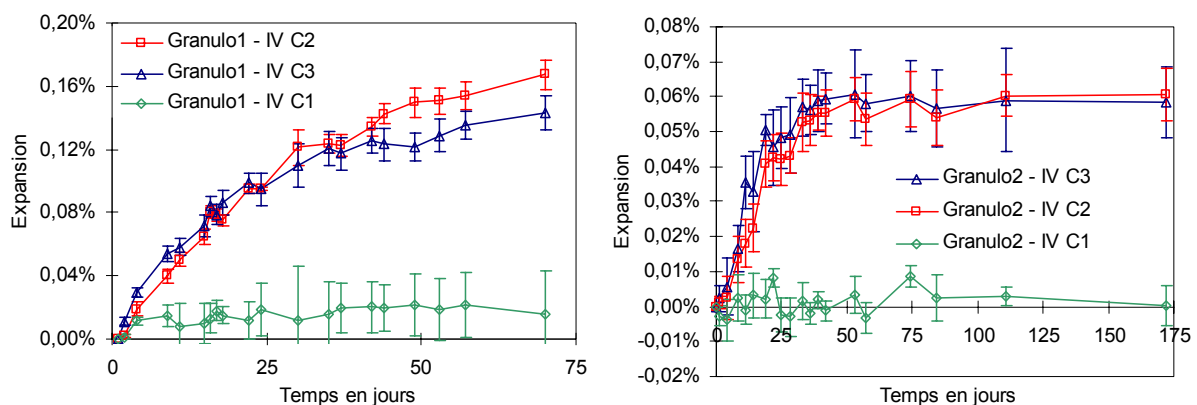 0,20%
0,16%
0,12%
0,08%
0,04%
0,00%
Expansion
Granulo1 - IV C2
Granulo1 - IV C3
Granulo1 - IV C1
0 25 50 75
Temps en jours
0,08%
0,07%
0,06%
0,05%
0,04%
0,03%
0,02%
0,01%
0,00%
-0,01%
0,02%
Expansion
Granulo2 - IV C3
Granulo2 - IV C2
Granulo2 - IV C1
0 25 50 75 100 125 150 175
Temps en jours